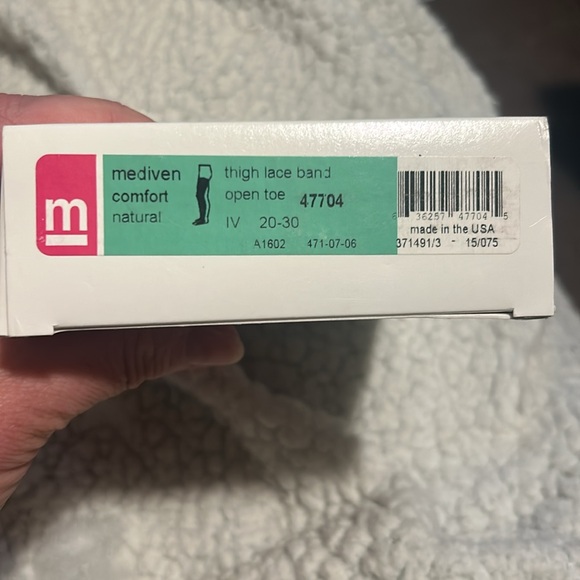 m
mediven
comfort
natural
thigh lace band
open toe 47704
IV 20-30
A1602 471-07-06
36257 47704 5
made in the USA
371491/3 - 15/075